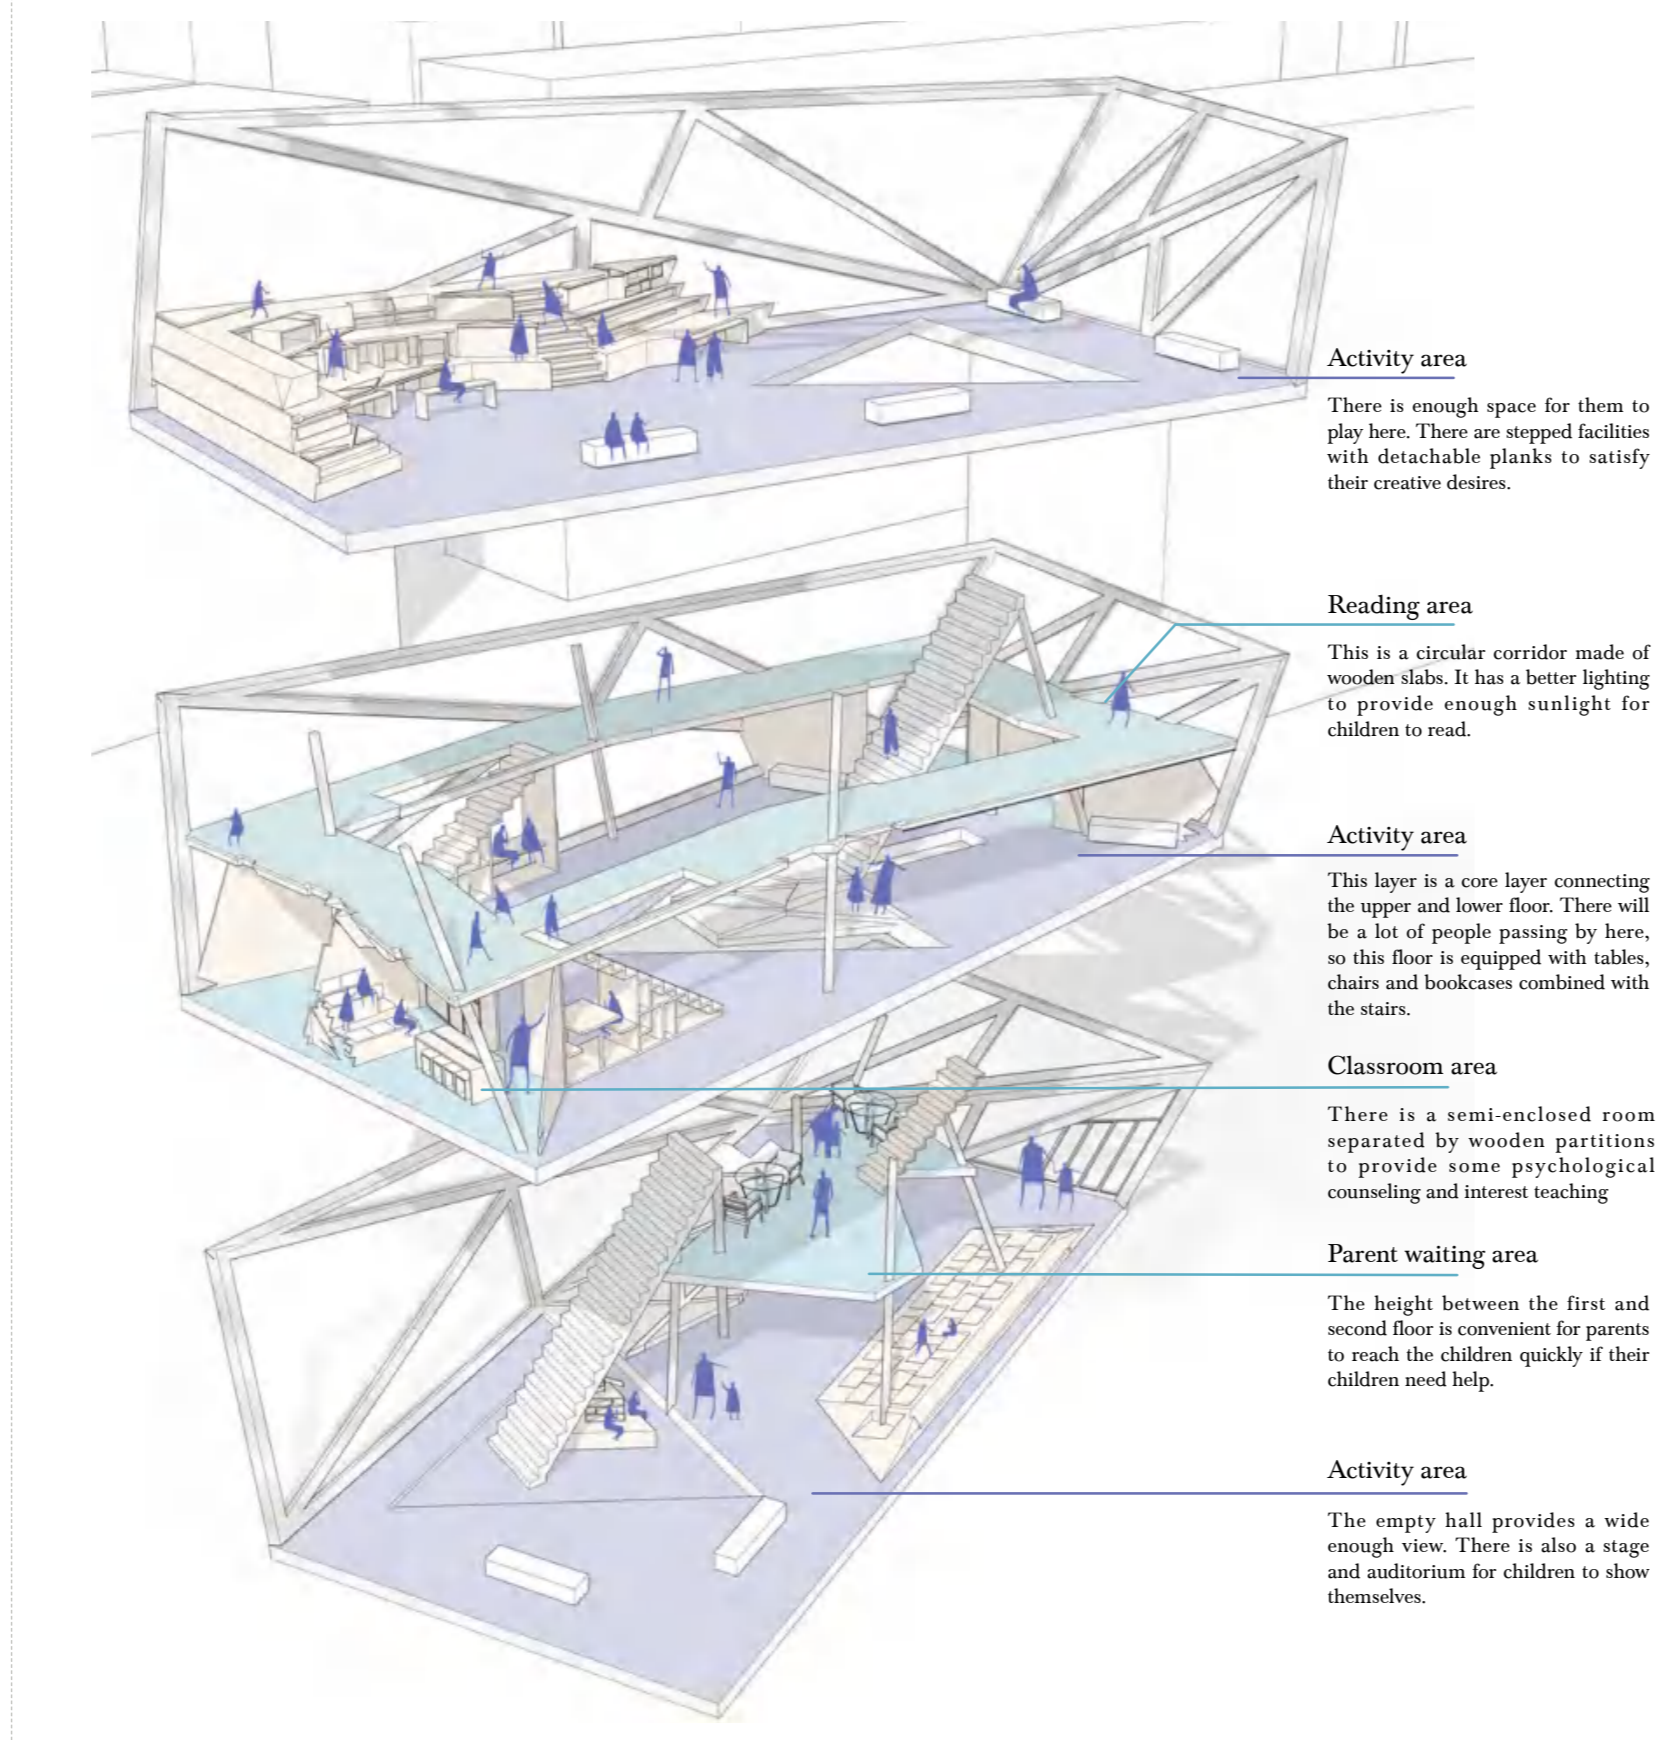 Activity area
There is enough space for them to
play here. There are stepped facilities
with detachable planks to satisfy
their creative desires.
Reading area
This is a circular corridor made of
wooden slabs. It has a better lighting
to provide enough sunlight for
children to read.
Activity area
This layer is a core layer connecting
the upper and lower floor. There will
be a lot of people passing by here,
so this floor is equipped with tables,
chairs and bookcases combined with
the stairs.
Classroom area
There is a semi-enclosed room
separated by wooden partitions
to provide some psychological
counseling and interest teaching
Parent waiting area
The height between the first and
second floor is convenient for parents
to reach the children quickly if their
children need help.
Activity area
The empty hall provides a wide
enough view. There is also a stage
and auditorium for children to show
themselves.